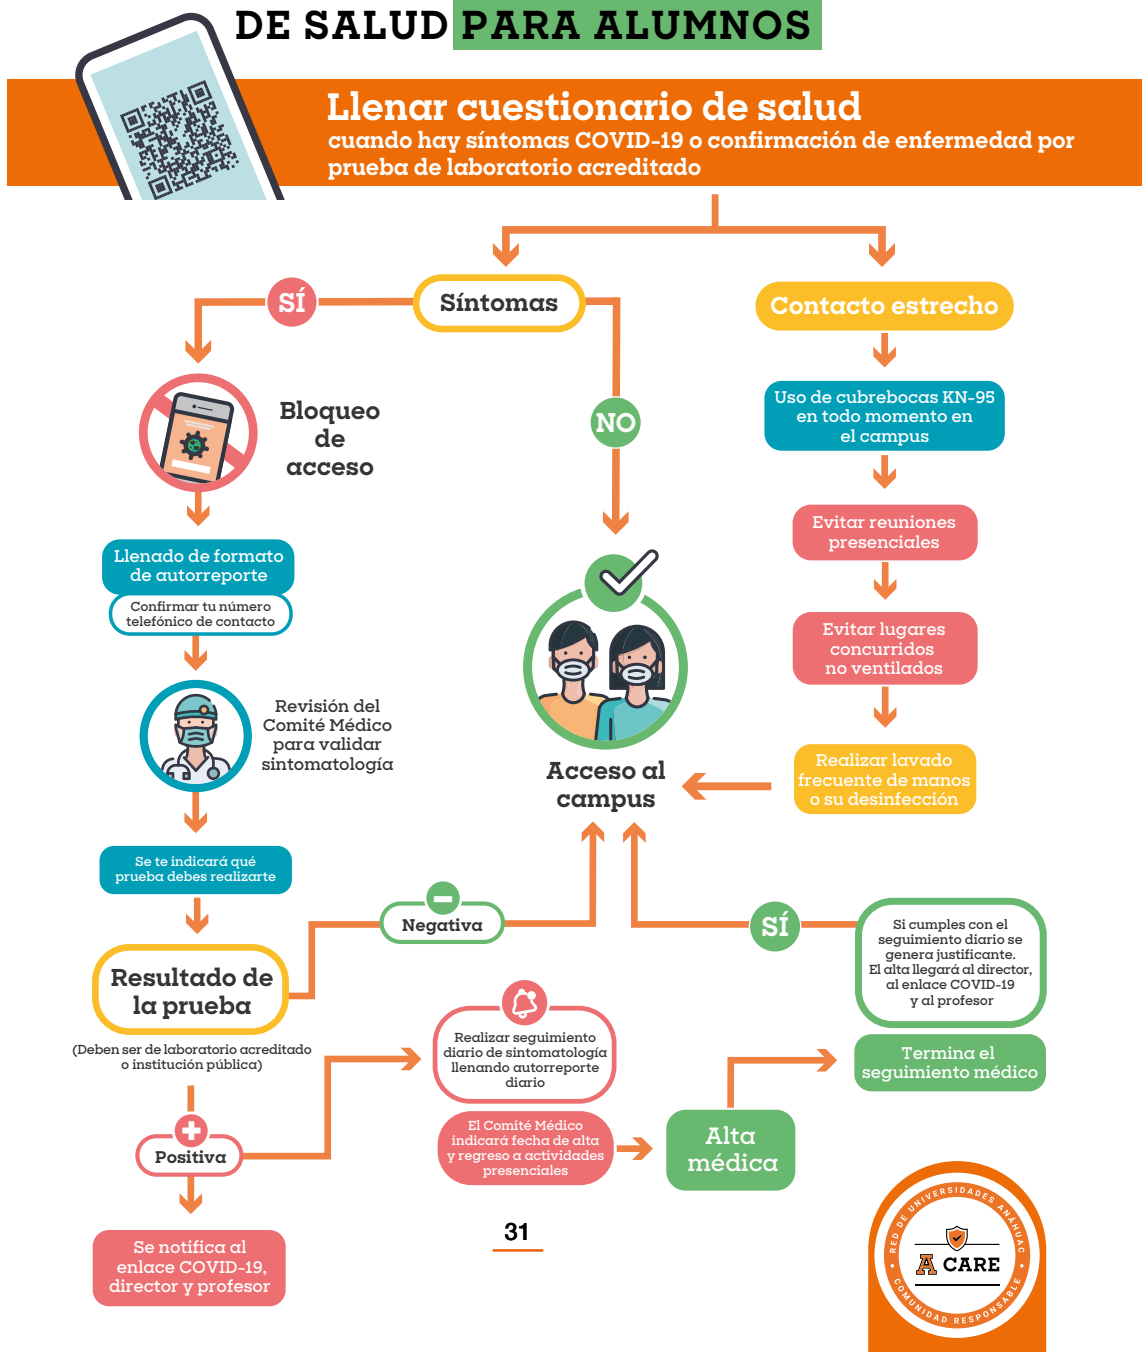 DE SALUD PARA ALUMNOS
Llenar cuestionario de salud
cuando hay síntomas COVID-19 o confirmación de enfermedad por
prueba de laboratorio acreditado
Síntomas
SÍ
NO
Bloqueo
de
acceso
Llenado de formato
de autorreporte
Confirmar tu número
telefónico de contacto
Revisión del
Comité Médico
para validar
sintomatología
Se te indicará qué
prueba debes realizarte
Resultado de
la prueba
(Deben ser de laboratorio acreditado
o institución pública)
Negativa
Positiva
Se notifica al
enlace COVID-19,
director y profesor
Realizar seguimiento
diario de sintomatología
llenando autorreporte
diario
El Comité Médico
indicará fecha de alta
y regreso a actividades
presenciales
Alta
médica
Termina el
seguimiento médico
Si cumples con el
seguimiento diario se
genera justificante.
El alta llegará al director,
al enlace COVID-19
y al profesor
SÍ
Acceso al
campus
Contacto estrecho
Uso de cubrebocas KN-95
en todo momento en
el campus
Evitar reuniones
presenciales
Evitar lugares
concurridos
no ventilados
Realizar lavado
frecuente de manos
o su desinfección
31
RED DE UNIVERSIDADES ANÁHUAC
A CARE
COMUNIDAD RESPONSABLE